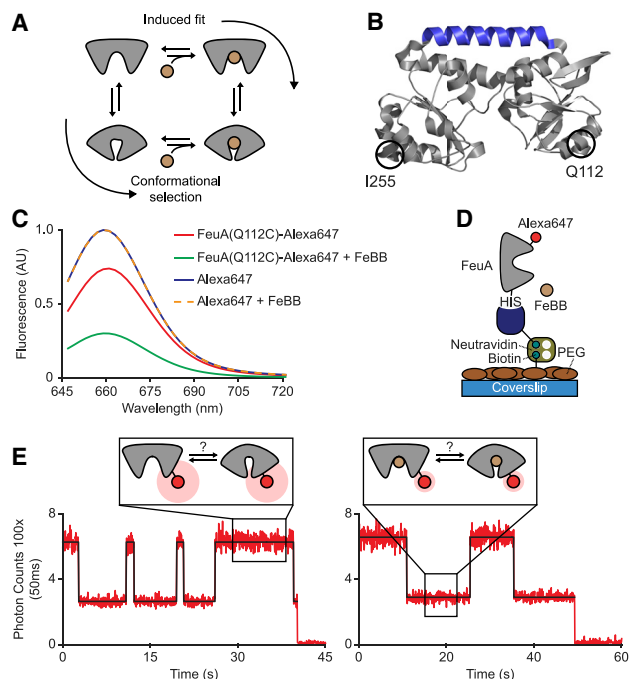 A
Induced fit
Conformational
selection
B
I255
Q112
C
Fluorescence (AU)
1.0
0.5
0
645
660
675
690
705
721
Wavelength (nm)
FeuA(Q112C)-Alexa647
FeuA(Q112C)-Alexa647 + FeBB
Alexa647
Alexa647 + FeBB
D
Alexa647
FeuA
FeBB
HIS
Neutravidin
Biotin
PEG
Coverslip
E
?
?
Photon Counts 100x
(50ms)
8
4
0
0
15
30
45
Time (s)
8
4
0
0
20
40
60
Time (s)